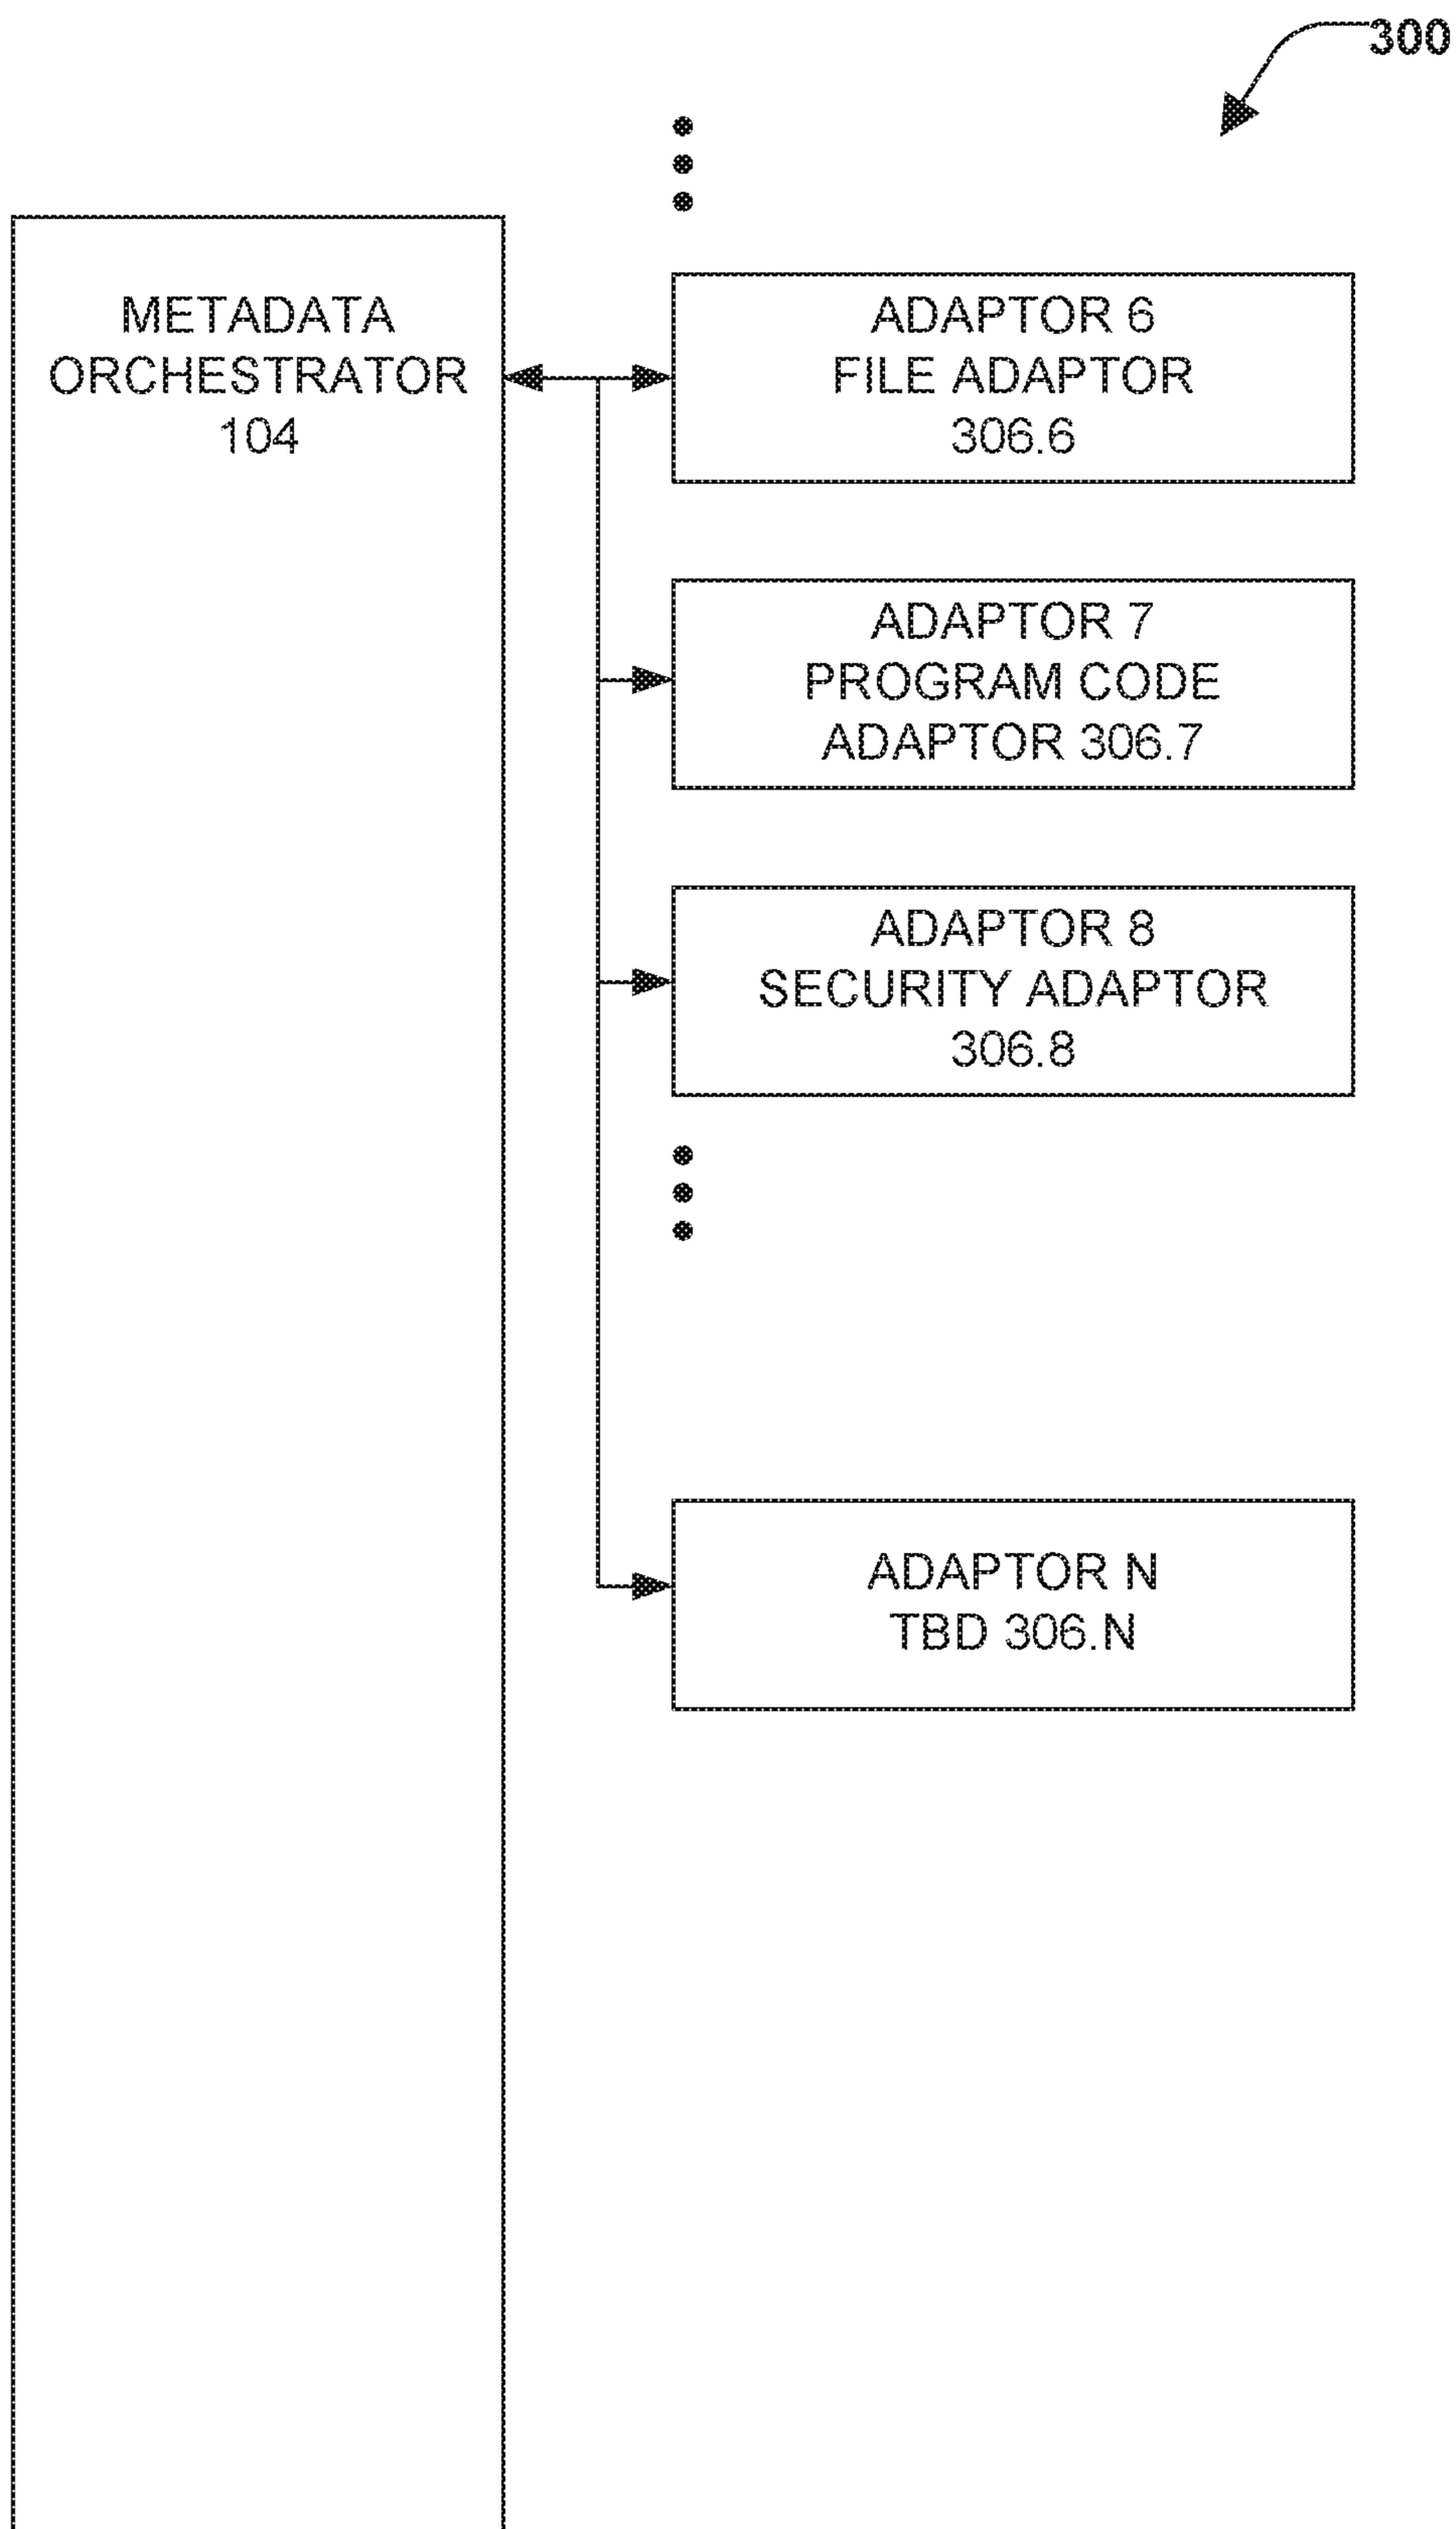 300
METADATA
ORCHESTRATOR
104
ADAPTOR 6
FILE ADAPTOR
306.6
ADAPTOR 7
PROGRAM CODE
ADAPTOR 306.7
ADAPTOR 8
SECURITY ADAPTOR
306.8
ADAPTOR N
TBD 306.N